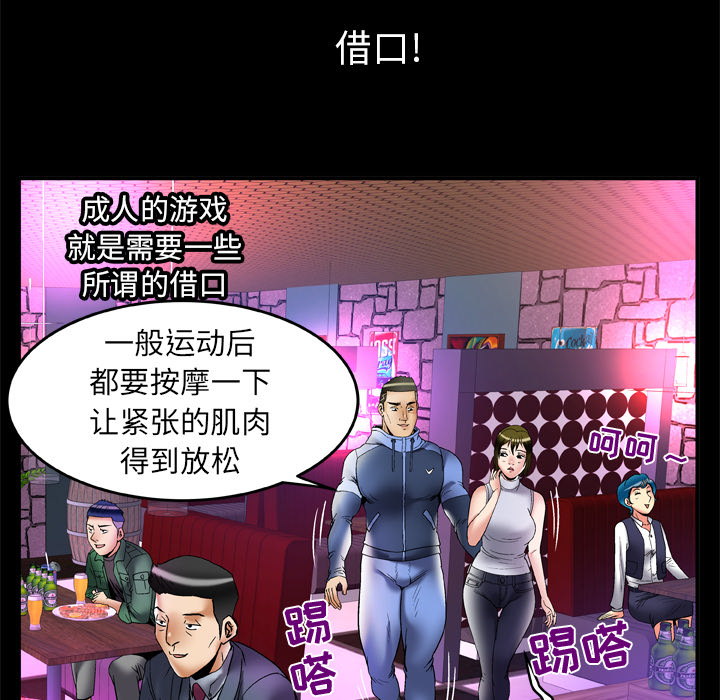 借口!
成人的游戏
就是需要一些
所谓的借口
一般运动后
都要按摩一下
让紧张的肌肉
得到放松
呵呵~
踢嗒
踢嗒